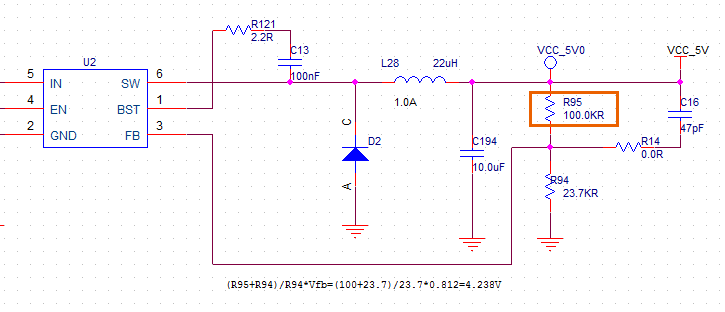 R121
2.2R
C13
100nF
U2
5 IN SW 6
4 EN BST 1
2 GND FB 3
L28 22uH
1.0A
VCC_5V0
VCC_5V
R95
100.0KR
C16
47pF
C
D2
A
C194
10.0uF
R14
0.0R
R94
23.7KR
(R95+R94)/R94*Vfb=(100+23.7)/23.7*0.812=4.238V